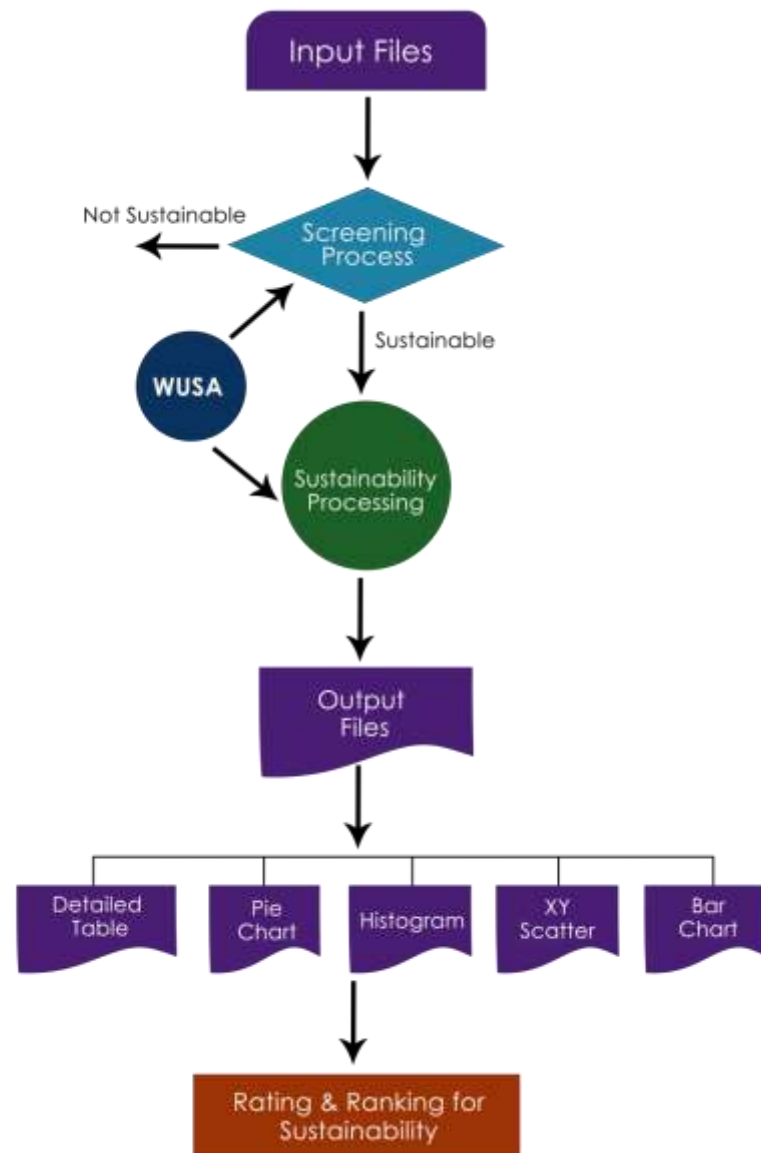 Input Files
Not Sustainable
Screening
Process
Sustainable
WUSA
Sustainability
Processing
Output
Files
Detailed
Table
Pie
Chart
Histogram
XY
Scatter
Bar
Chart
Rating & Ranking for
Sustainability